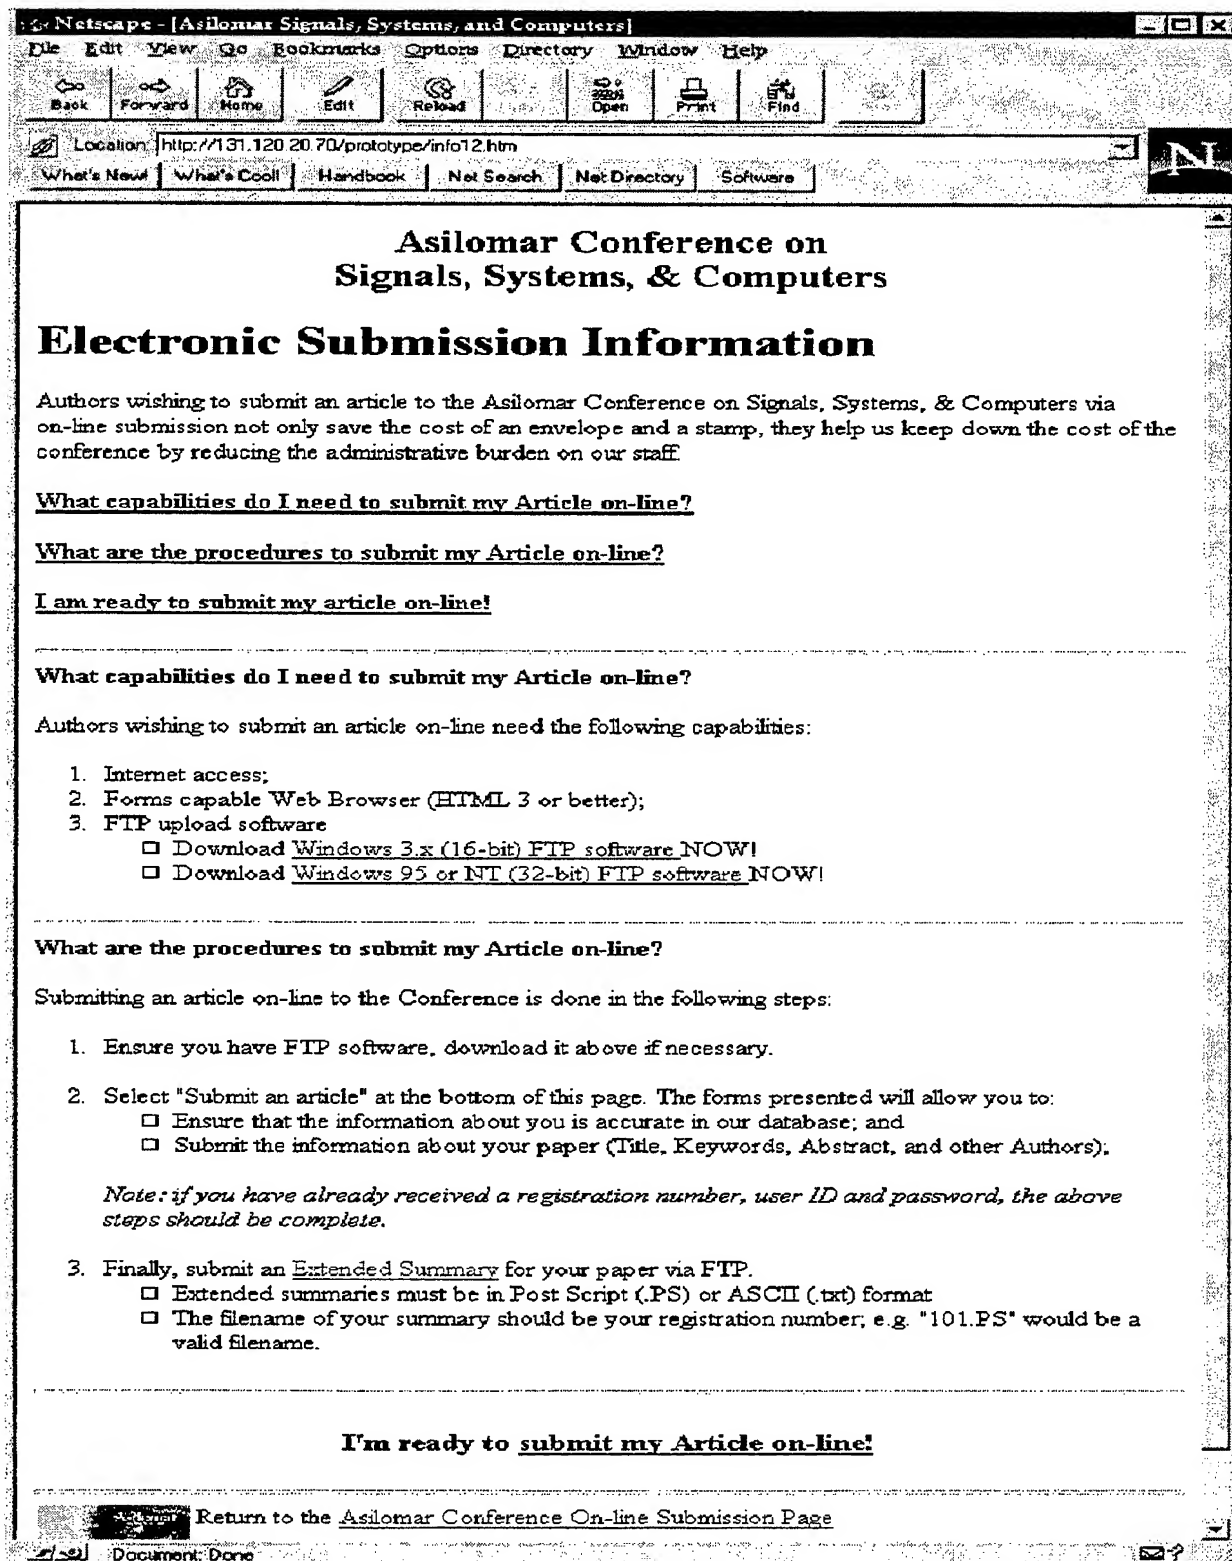 Netscape - [Asilomar Signals, Systems, and Computers]
File Edit View Go Bookmarks Options Directory Window Help
Back Forward Home Edit Reload Open Print Find
Location: http://131.120.20.70/prototype/info12.htm
What's New! What's Cool! Handbook Net Search Net Directory Software
N
Asilomar Conference on
Signals, Systems, & Computers
Electronic Submission Information
Authors wishing to submit an article to the Asilomar Conference on Signals, Systems, & Computers via
on-line submission not only save the cost of an envelope and a stamp, they help us keep down the cost of the
conference by reducing the administrative burden on our staff.
What capabilities do I need to submit my Article on-line?
What are the procedures to submit my Article on-line?
I am ready to submit my article on-line!
What capabilities do I need to submit my Article on-line?
Authors wishing to submit an article on-line need the following capabilities:
1. Internet access;
2. Forms capable Web Browser (HTML 3 or better);
3. FTP upload software
Download Windows 3.x (16-bit) FTP software NOW!
Download Windows 95 or NT (32-bit) FTP software NOW!
What are the procedures to submit my Article on-line?
Submitting an article on-line to the Conference is done in the following steps:
1. Ensure you have FTP software, download it above if necessary.
2. Select "Submit an article" at the bottom of this page. The forms presented will allow you to:
Ensure that the information about you is accurate in our database; and
Submit the information about your paper (Title, Keywords, Abstract, and other Authors);
Note: if you have already received a registration number, user ID and password, the above
steps should be complete.
3. Finally, submit an Extended Summary for your paper via FTP.
Extended summaries must be in Post Script (.PS) or ASCII (.txt) format
The filename of your summary should be your registration number; e.g. "101.PS" would be a
valid filename.
I'm ready to submit my Article on-line!
Return to the Asilomar Conference On-line Submission Page
Document: Done